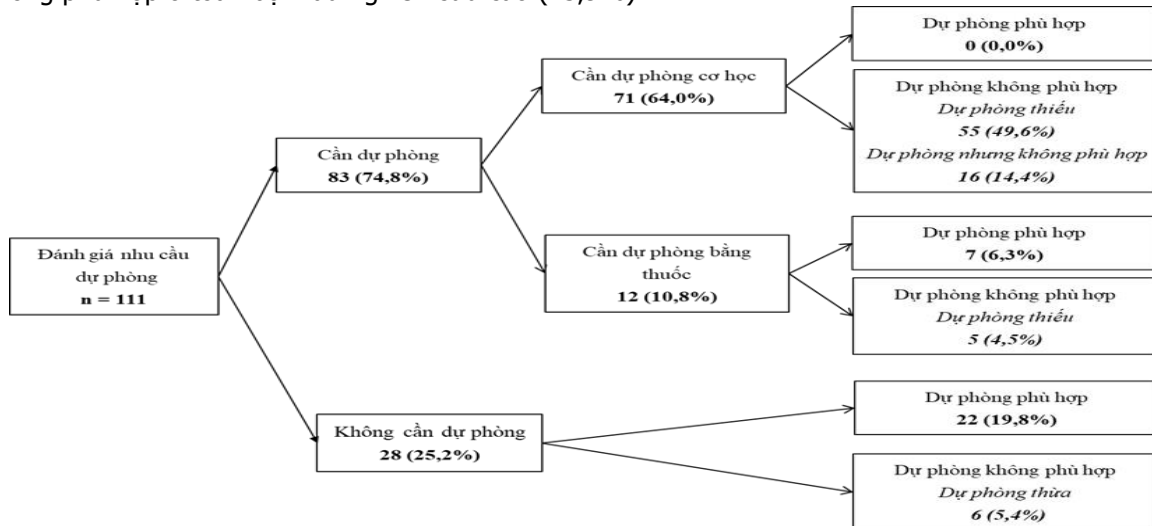 Dự phòng phù hợp
0 (0,0%)
Cần dự phòng cơ học
71 (64,0%)
Dự phòng không phù hợp
Dự phòng thiếu
55 (49,6%)
Dự phòng nhưng không phù hợp
16 (14,4%)
Cần dự phòng
83 (74,8%)
Dự phòng phù hợp
7 (6,3%)
Cần dự phòng bằng
thuốc
12 (10,8%)
Đánh giá nhu cầu
dự phòng
n = 111
Dự phòng không phù hợp
Dự phòng thiếu
5 (4,5%)
Dự phòng phù hợp
22 (19,8%)
Không cần dự phòng
28 (25,2%)
Dự phòng không phù hợp
Dự phòng thừa
6 (5,4%)